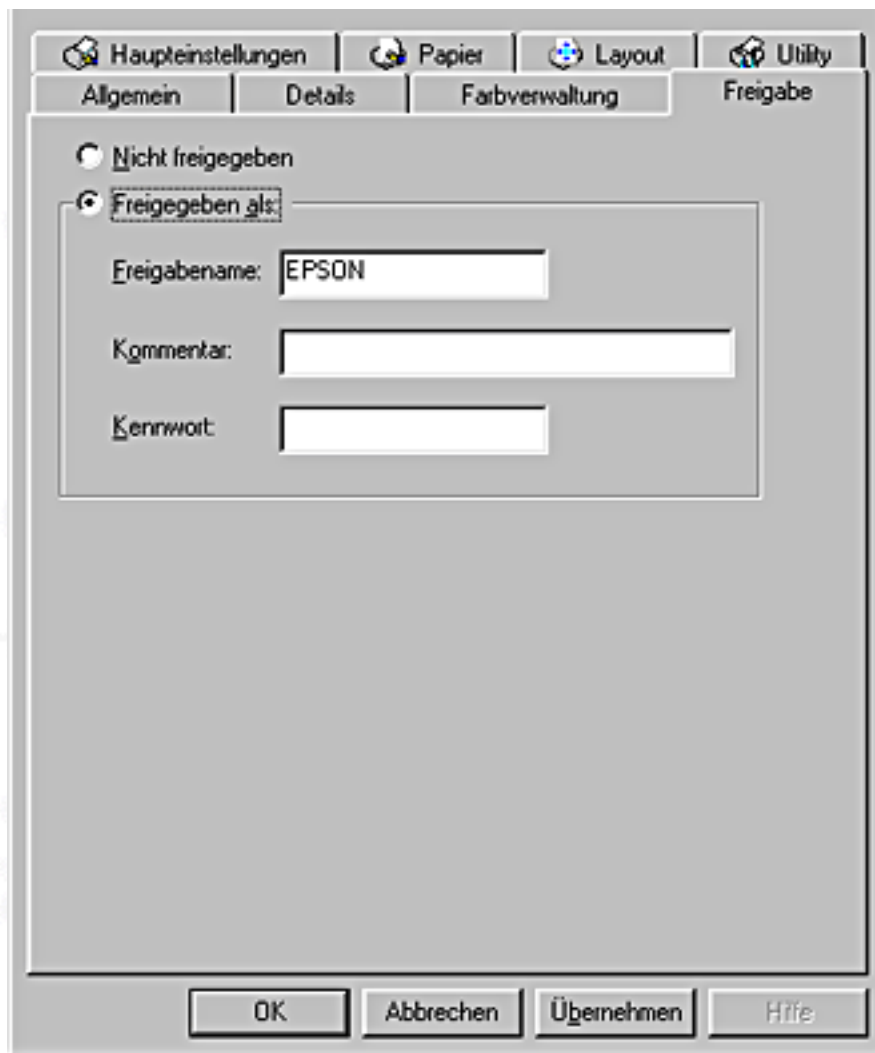 Haupteinstellungen Papier Layout Utility
Allgemein Details Farbverwaltung Freigabe
Nicht freigegeben
Freigegeben als:
Freigabename: EPSON
Kommentar:
Kennwort:
OK Abbrechen Übernehmen Hilfe